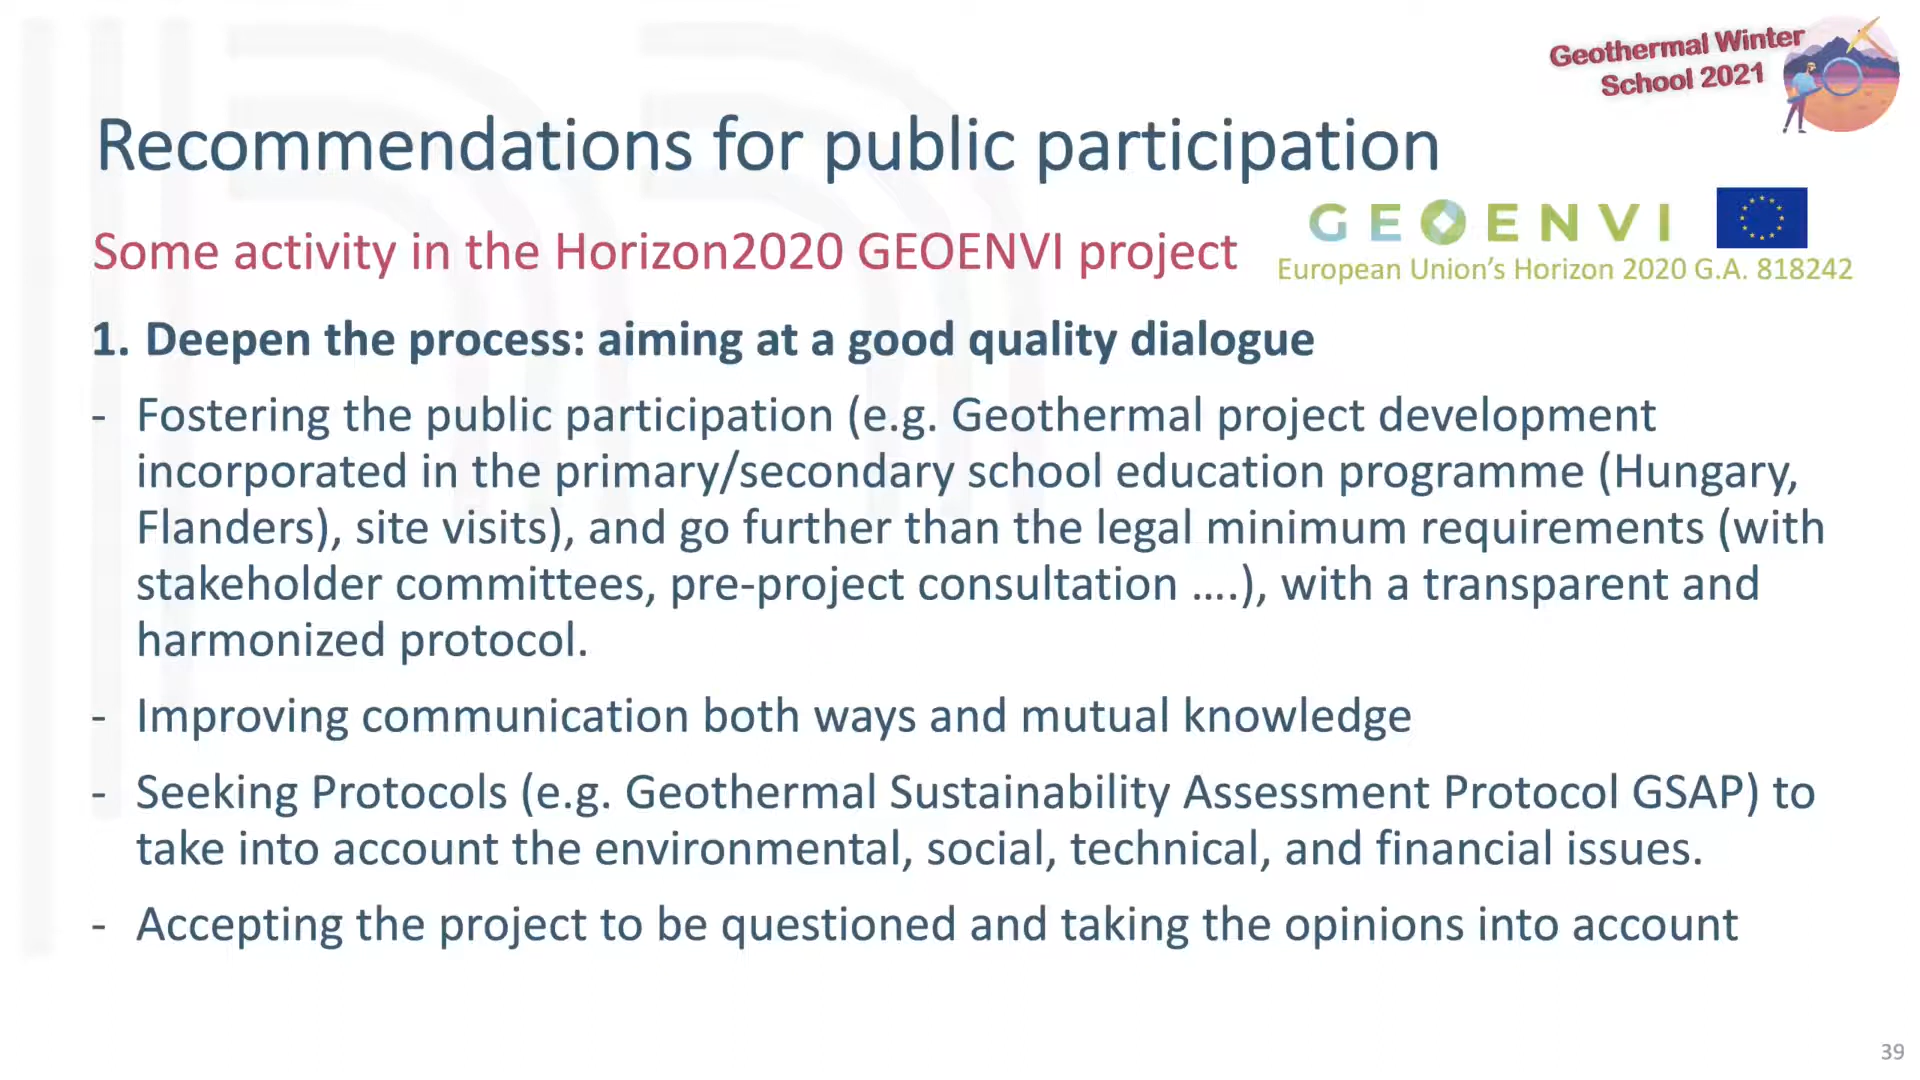 Geothermal Winter
School 2021
Recommendations for public participation
Some activity in the Horizon2020 GEOENVI project
GEOENVI
European Union's Horizon 2020 G.A. 818242
1. Deepen the process: aiming at a good quality dialogue
- Fostering the public participation (e.g. Geothermal project development
incorporated in the primary/secondary school education programme (Hungary,
Flanders), site visits), and go further than the legal minimum requirements (with
stakeholder committees, pre-project consultation ....), with a transparent and
harmonized protocol.
- Improving communication both ways and mutual knowledge
- Seeking Protocols (e.g. Geothermal Sustainability Assessment Protocol GSAP) to
take into account the environmental, social, technical, and financial issues.
- Accepting the project to be questioned and taking the opinions into account
39